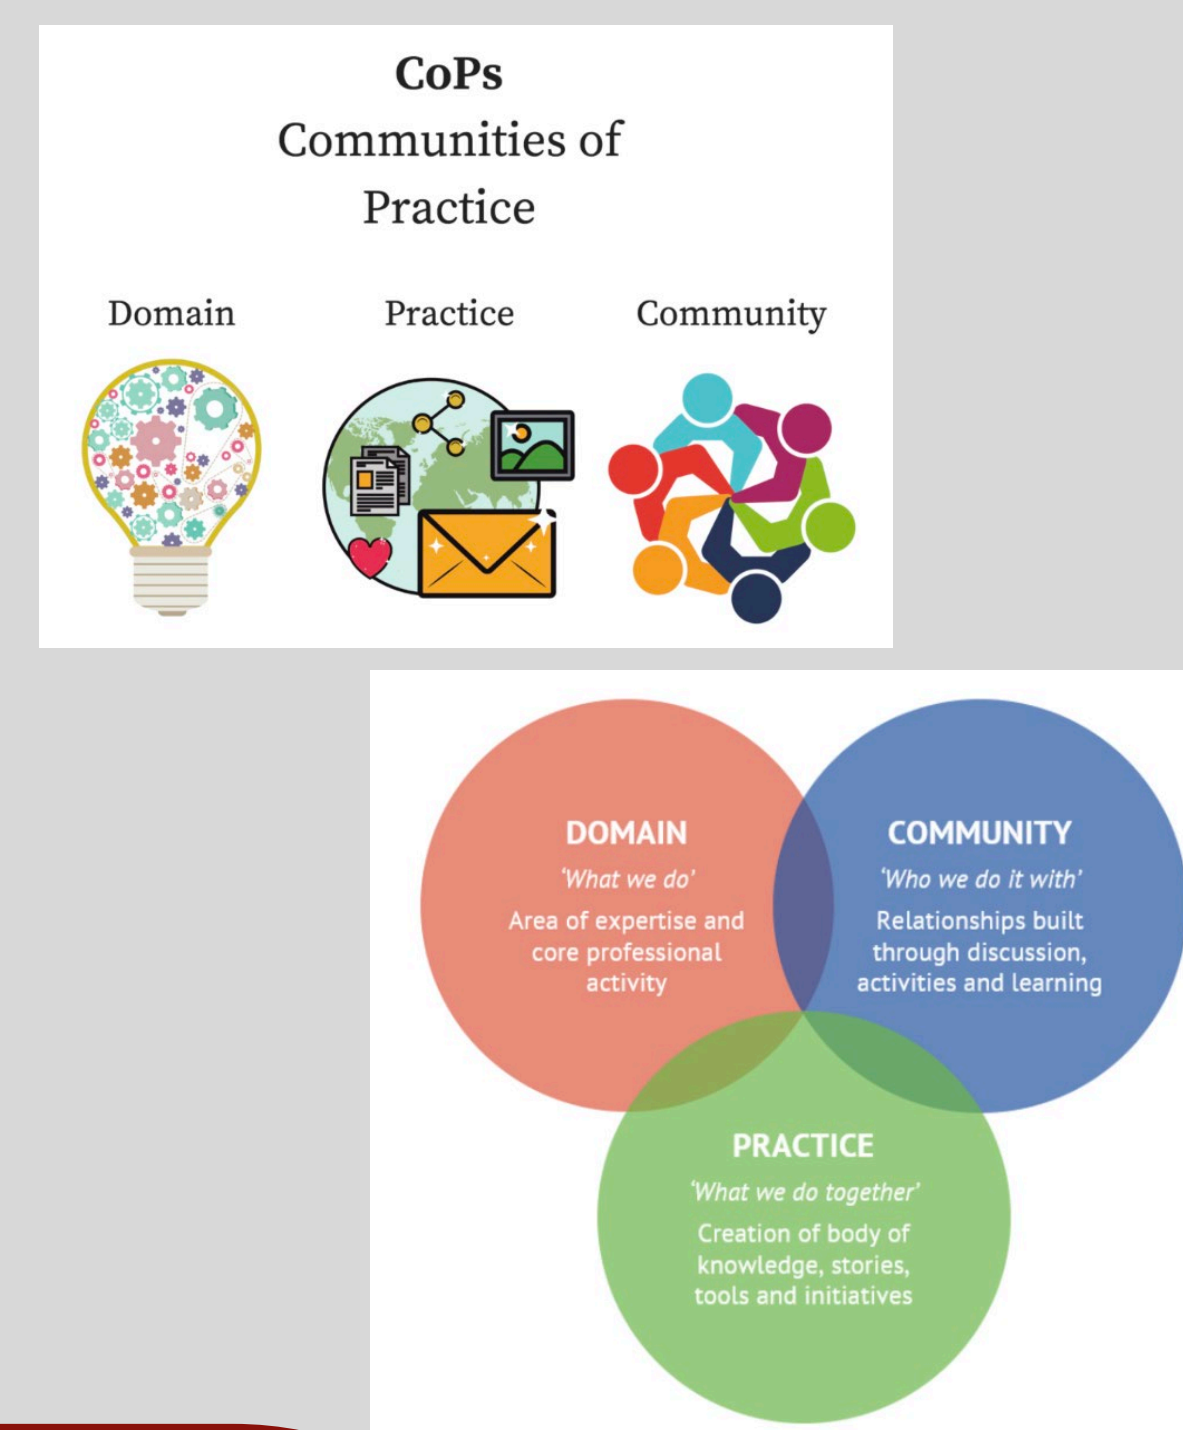 CoPs
Communities of
Practice
Domain
Practice
Community
DOMAIN
'What we do'
Area of expertise and
core professional
activity
COMMUNITY
'Who we do it with'
Relationships built
through discussion,
activities and learning
PRACTICE
'What we do together'
Creation of body of
knowledge, stories,
tools and initiatives